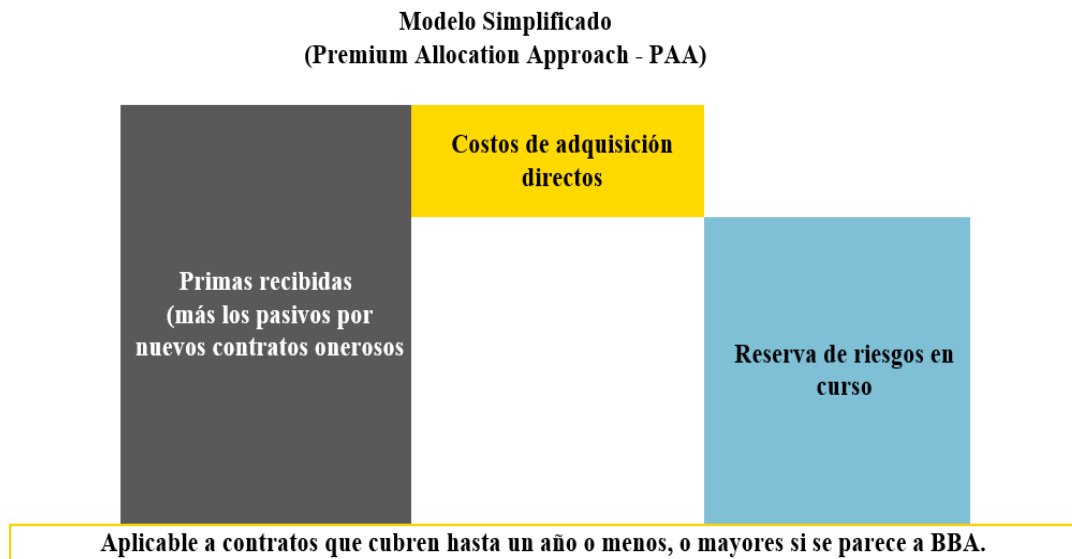 Modelo Simplificado
(Premium Allocation Approach - PAA)
Costos de adquisición
directos
Primas recibidas
(más los pasivos por
nuevos contratos onerosos
Reserva de riesgos en
curso
Aplicable a contratos que cubren hasta un año o menos, o mayores si se parece a BBA.